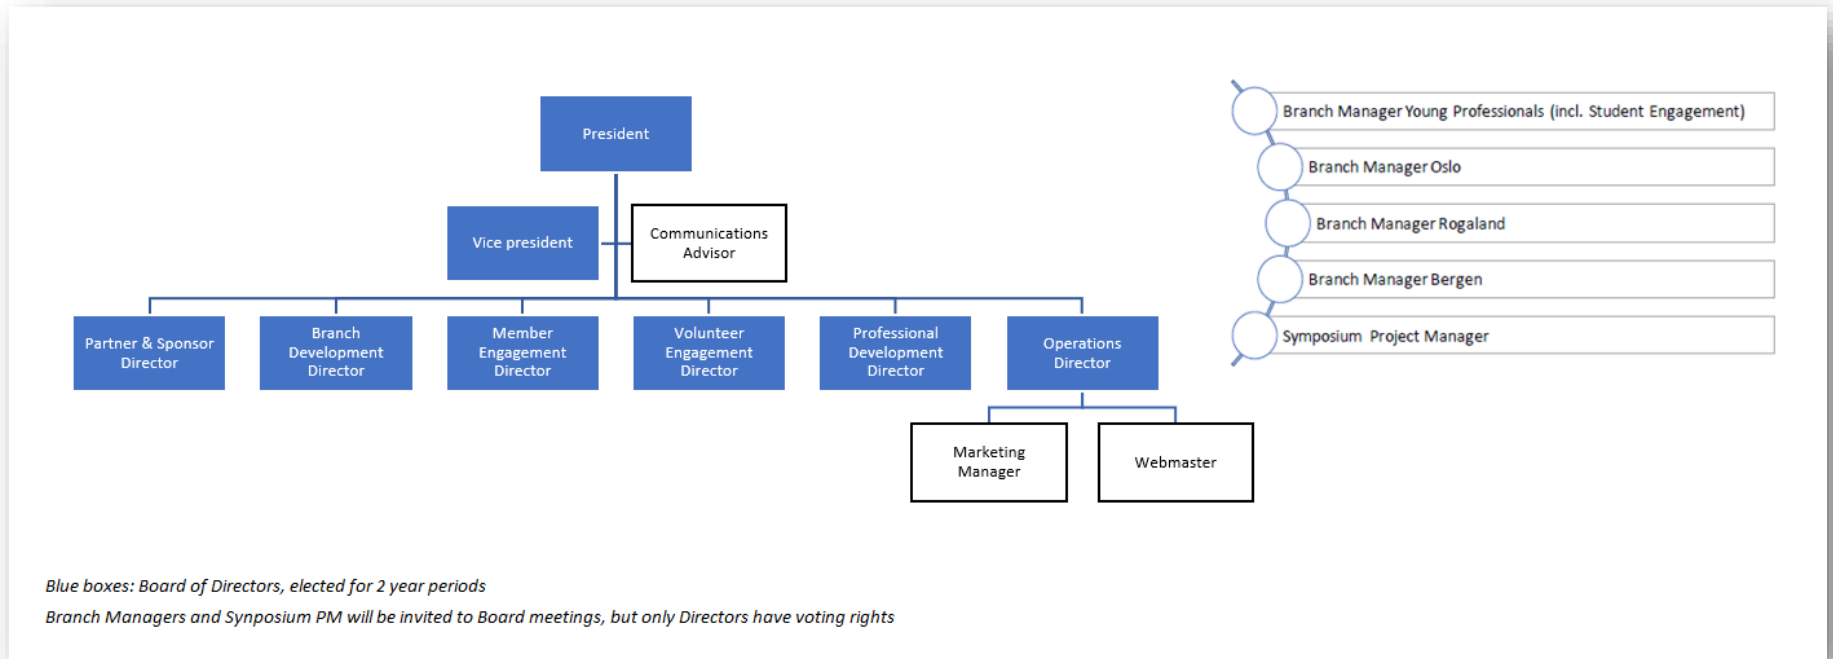 President
Vice president
Communications
Advisor
Partner & Sponsor
Director
Branch
Development
Director
Member
Engagement
Director
Volunteer
Engagement
Director
Professional
Development
Director
Operations
Director
Marketing
Manager
Webmaster
Branch Manager Young Professionals (incl. Student Engagement)
Branch Manager Oslo
Branch Manager Rogaland
Branch Manager Bergen
Symposium Project Manager
Blue boxes: Board of Directors, elected for 2 year periods
Branch Managers and Synposium PM will be invited to Board meetings, but only Directors have voting rights